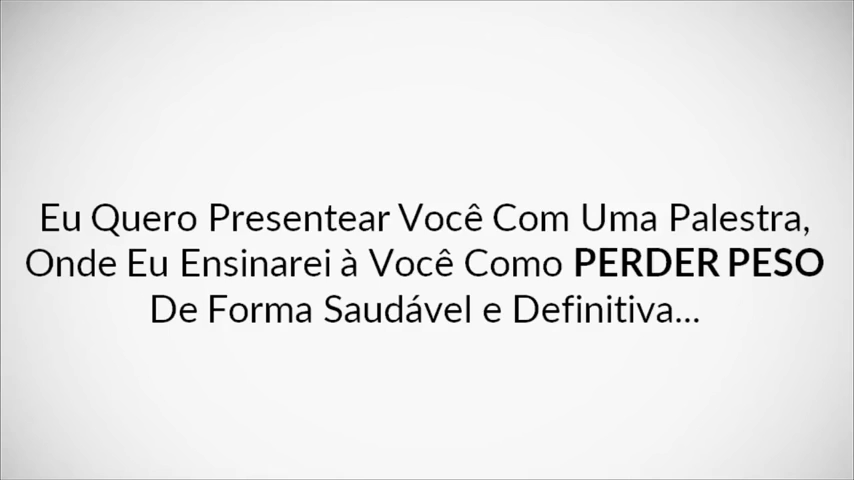 Eu Quero Presentear Você Com Uma Palestra,
Onde Eu Ensinarei à Você Como PERDER PESO
De Forma Saudável e Definitiva...